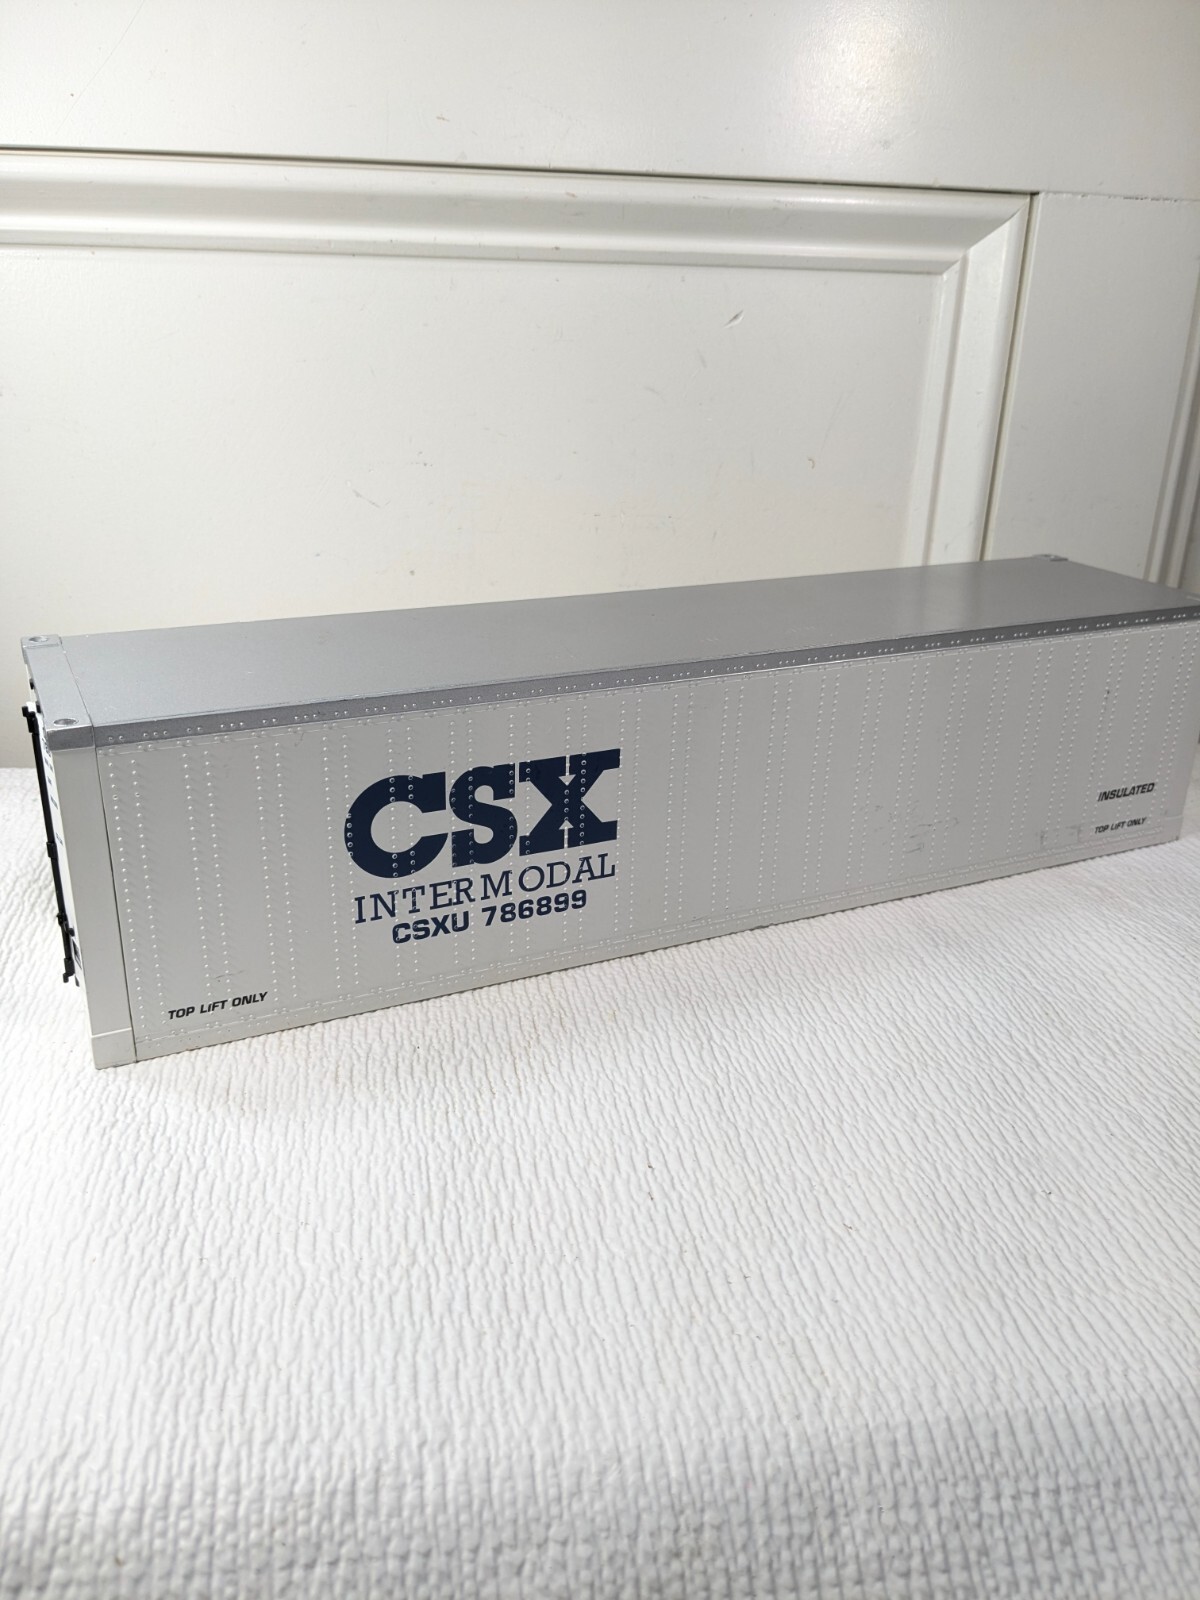 CSX
INTERMODAL
CSXU 786899
TOP LIFT ONLY
INSULATED
TOP LIFT ONLY